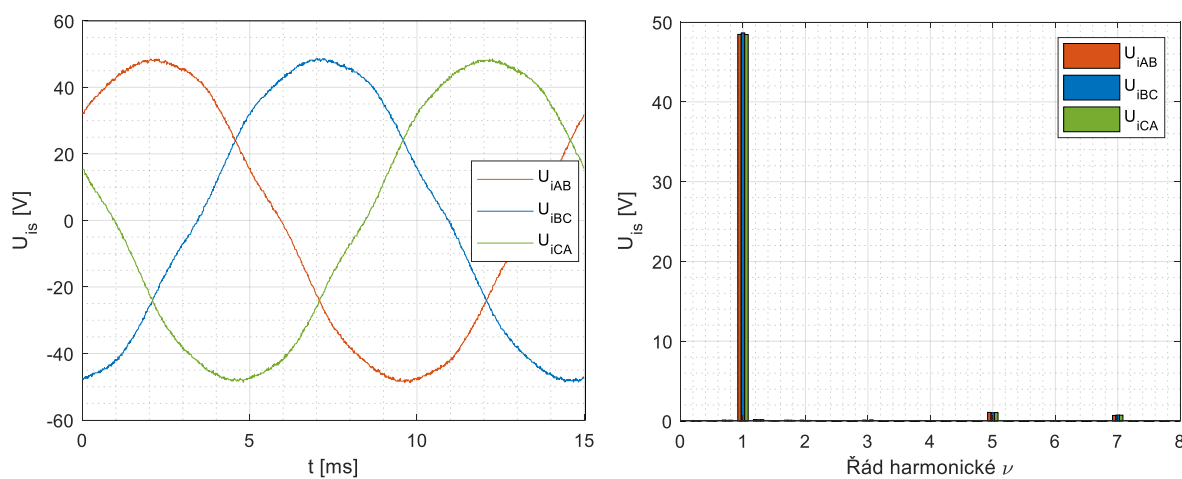 60
40
20
0
-20
-40
-60
U_is [V]
0 5 10 15
t [ms]
U_iAB
U_iBC
U_iCA
50
40
30
20
10
0
U_is [V]
0 1 2 3 4 5 6 7 8
Řád harmonické ν
U_iAB
U_iBC
U_iCA